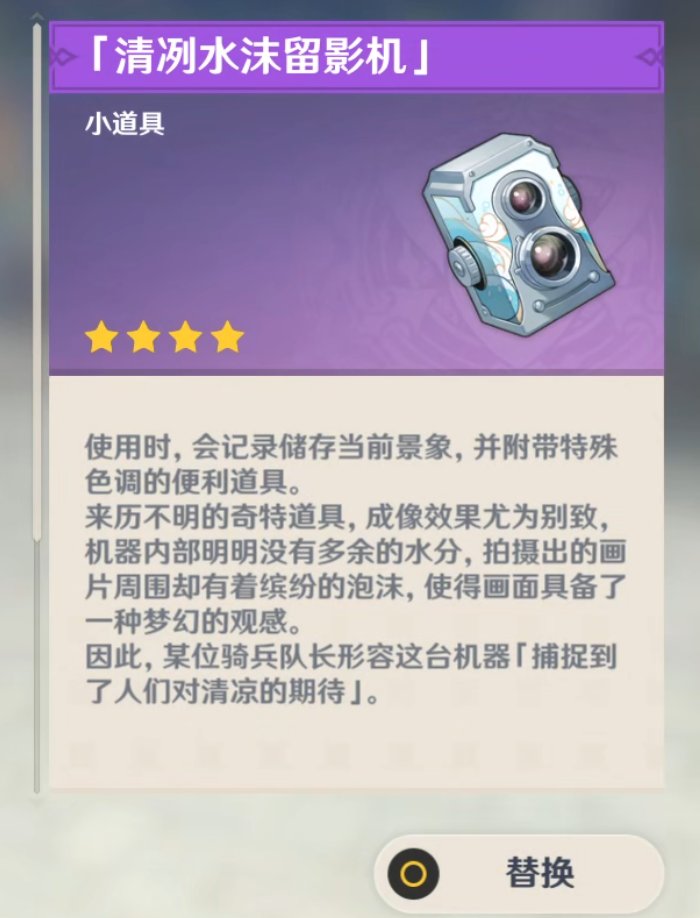 「清冽水沫留影机」
小道具
使用时，会记录储存当前景象，并附带特殊
色调的便利道具。
来历不明的奇特道具，成像效果尤为别致，
机器内部明明没有多余的水分，拍摄出的画
片周围却有着缤纷的泡沫，使得画面具备了
一种梦幻的观感。
因此，某位骑兵队长形容这台机器「捕捉到
了人们对清凉的期待」。
替换